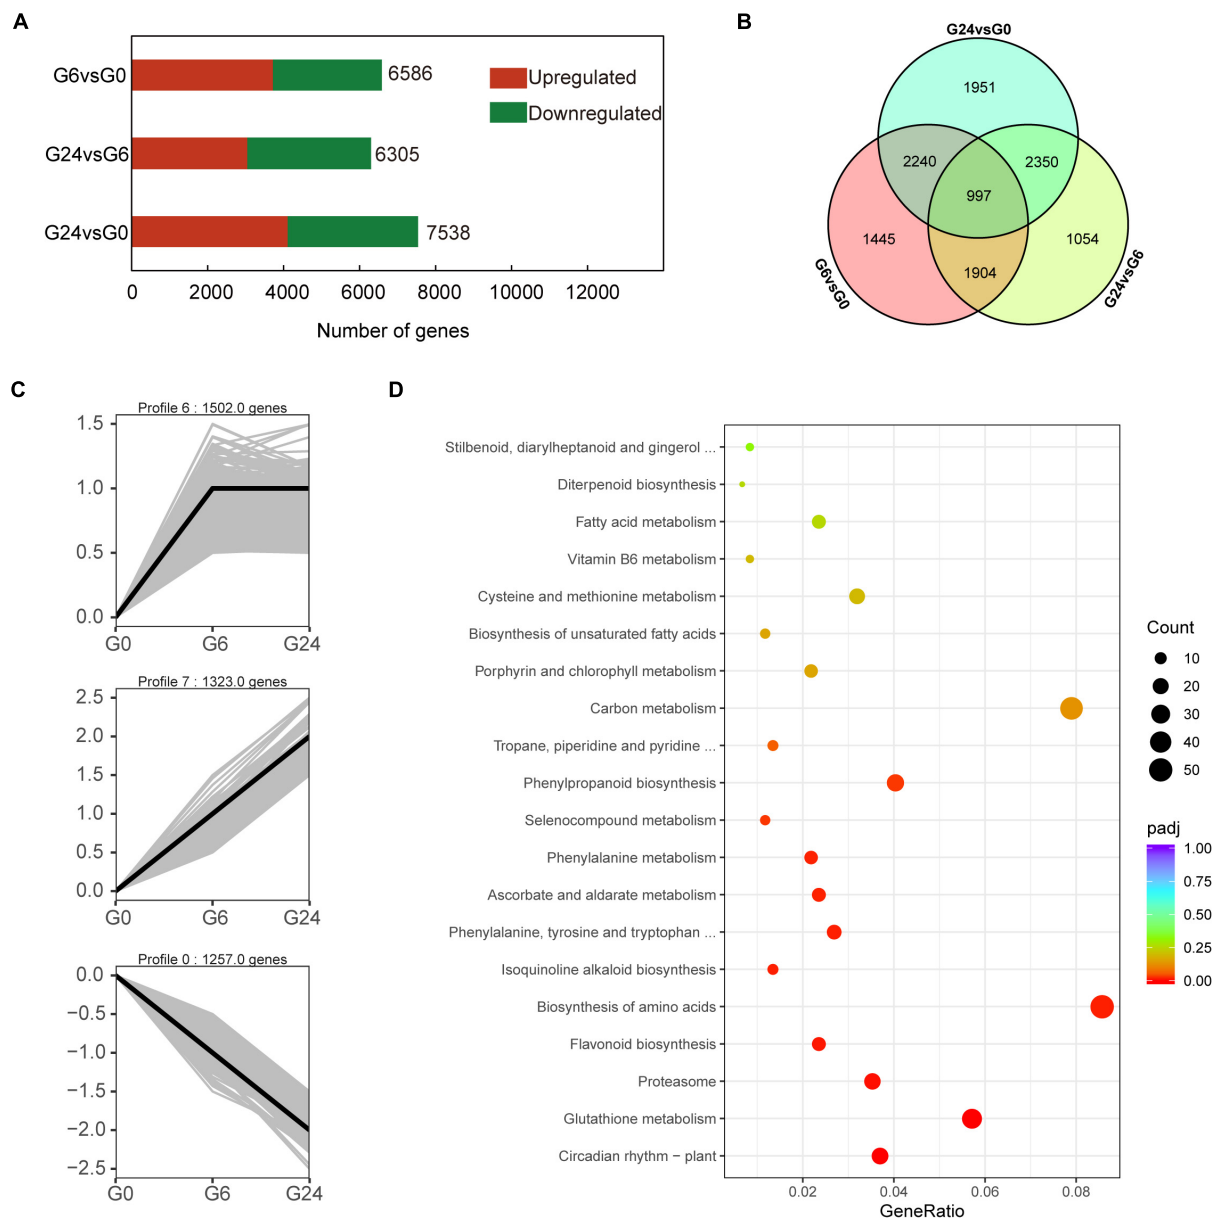 A
G6vsG0
6586
G24vsG6
6305
G24vsG0
7538
Upregulated
Downregulated
0 2000 4000 6000 8000 10000 12000
Number of genes
B
G24vsG0
1951
2240
2350
997
1445
1054
1904
G6vsG0
G24vsG6
C
Profile 6 : 1502.0 genes
1.5
1.0
0.5
0.0
G0 G6 G24
Profile 7 : 1323.0 genes
2.5
2.0
1.5
1.0
0.5
0.0
G0 G6 G24
Profile 0 : 1257.0 genes
0.0
−0.5
−1.0
−1.5
−2.0
−2.5
G0 G6 G24
D
Stilbenoid, diarylheptanoid and gingerol ...
Diterpenoid biosynthesis
Fatty acid metabolism
Vitamin B6 metabolism
Cysteine and methionine metabolism
Biosynthesis of unsaturated fatty acids
Porphyrin and chlorophyll metabolism
Carbon metabolism
Tropane, piperidine and pyridine ...
Phenylpropanoid biosynthesis
Selenocompound metabolism
Phenylalanine metabolism
Ascorbate and aldarate metabolism
Phenylalanine, tyrosine and tryptophan ...
Isoquinoline alkaloid biosynthesis
Biosynthesis of amino acids
Flavonoid biosynthesis
Proteasome
Glutathione metabolism
Circadian rhythm − plant
0.02 0.04 0.06 0.08
GeneRatio
Count
10
20
30
40
50
padj
1.00
0.75
0.50
0.25
0.00